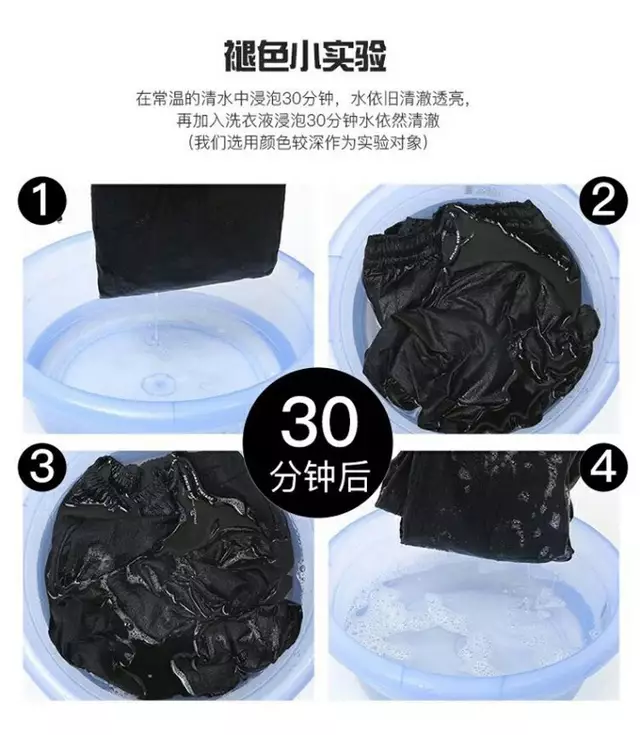 褪色小实验
在常温的清水中浸泡30分钟，水依旧清澈透亮，
再加入洗衣液浸泡30分钟水依然清澈
(我们选用颜色较深作为实验对象)
1
2
30
分钟后
3
4